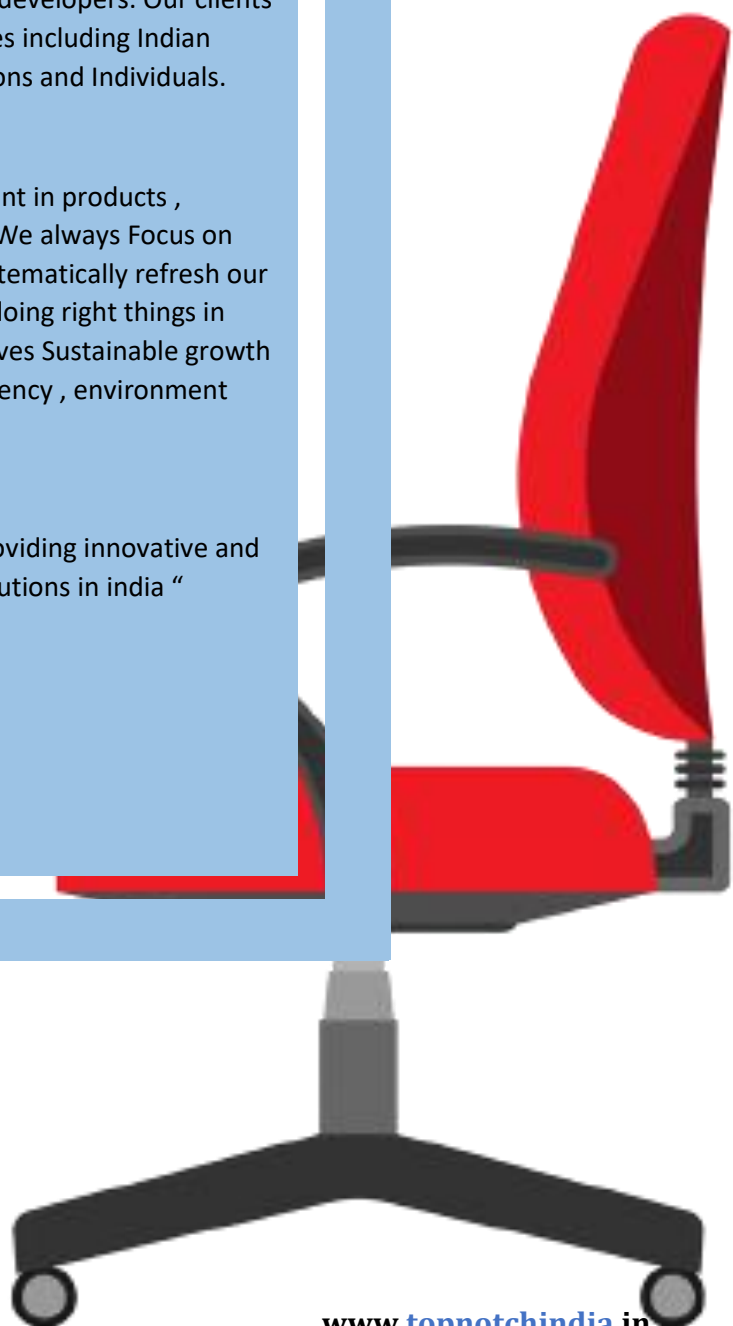 developers. Our clients
es including Indian
ons and Individuals.
nt in products ,
We always Focus on
tematically refresh our
doing right things in
ves Sustainable growth
ency , environment
oviding innovative and
utions in india “
www.topnotchindia.in